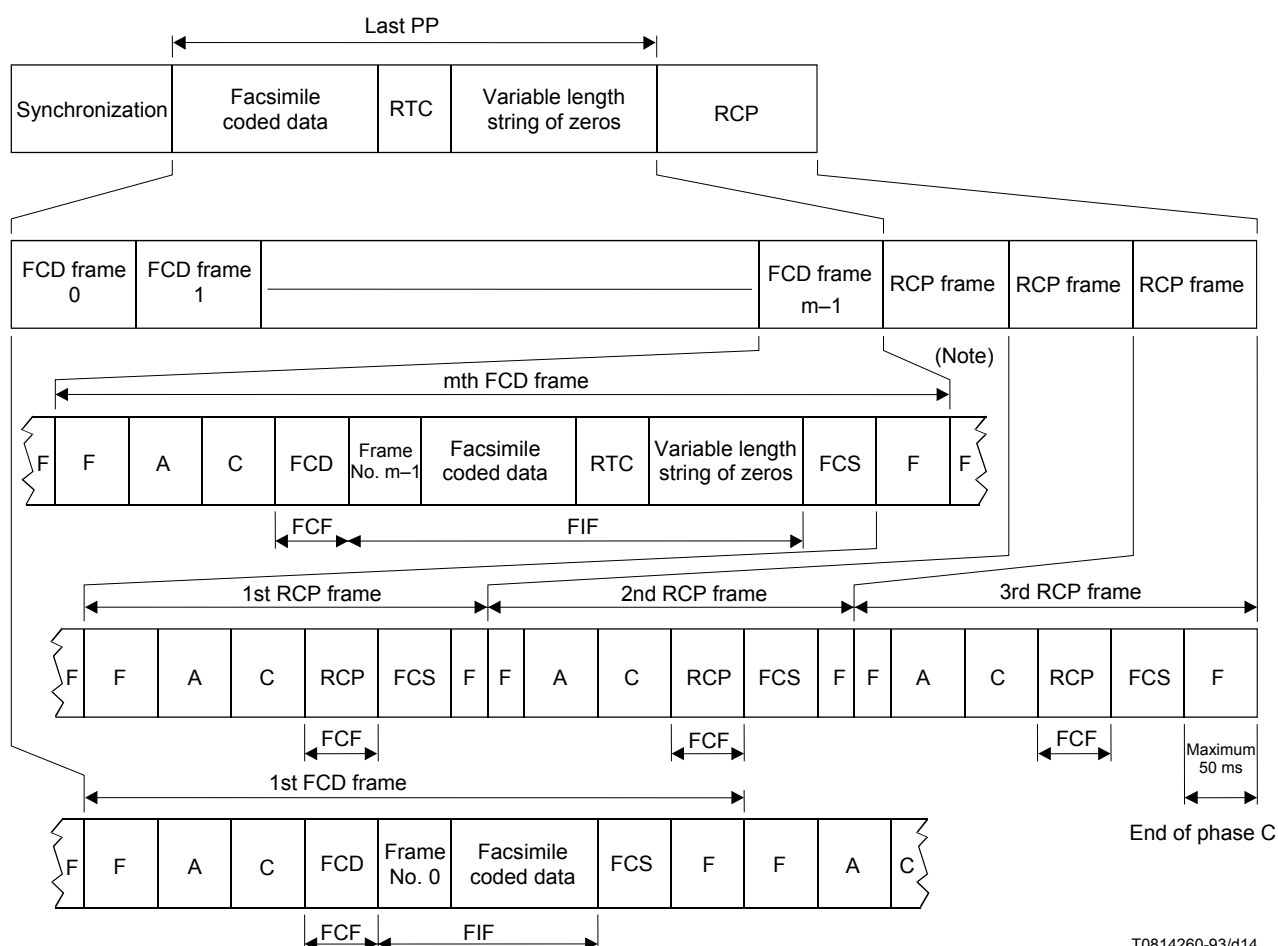 Last PP
Synchronization
Facsimile
coded data
RTC
Variable length
string of zeros
RCP
FCD frame
0
FCD frame
1
FCD frame
m–1
RCP frame
RCP frame
RCP frame
(Note)
mth FCD frame
F
F
A
C
FCD
Frame
No. m–1
Facsimile
coded data
RTC
Variable length
string of zeros
FCS
F
F
FCF
FIF
1st RCP frame
2nd RCP frame
3rd RCP frame
F
F
A
C
RCP
FCS
F
F
A
C
RCP
FCS
F
F
A
C
RCP
FCS
F
FCF
FCF
FCF
Maximum
50 ms
End of phase C
1st FCD frame
F
F
A
C
FCD
Frame
No. 0
Facsimile
coded data
FCS
F
F
A
C
FCF
FIF
T0814260-93/d14